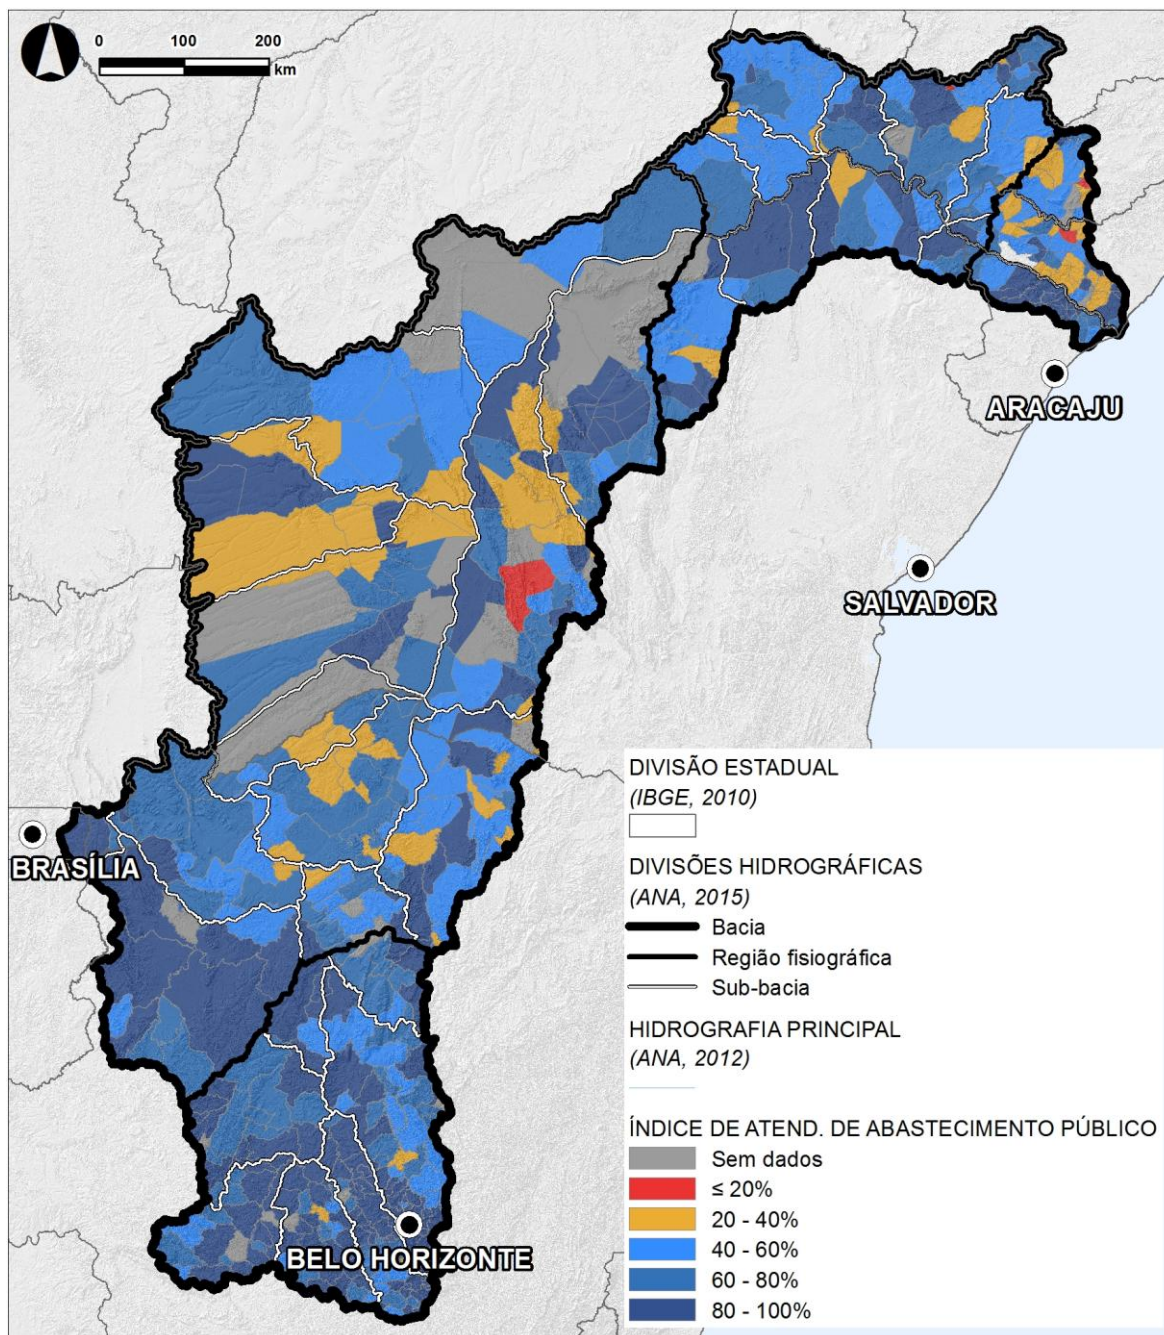 0 100 200
km
ARACAJU
SALVADOR
BRASÍLIA
BELO HORIZONTE
DIVISÃO ESTADUAL
(IBGE, 2010)
DIVISÕES HIDROGRÁFICAS
(ANA, 2015)
Bacia
Região fisiográfica
Sub-bacia
HIDROGRAFIA PRINCIPAL
(ANA, 2012)
ÍNDICE DE ATEND. DE ABASTECIMENTO PÚBLICO
Sem dados
≤ 20%
20 - 40%
40 - 60%
60 - 80%
80 - 100%